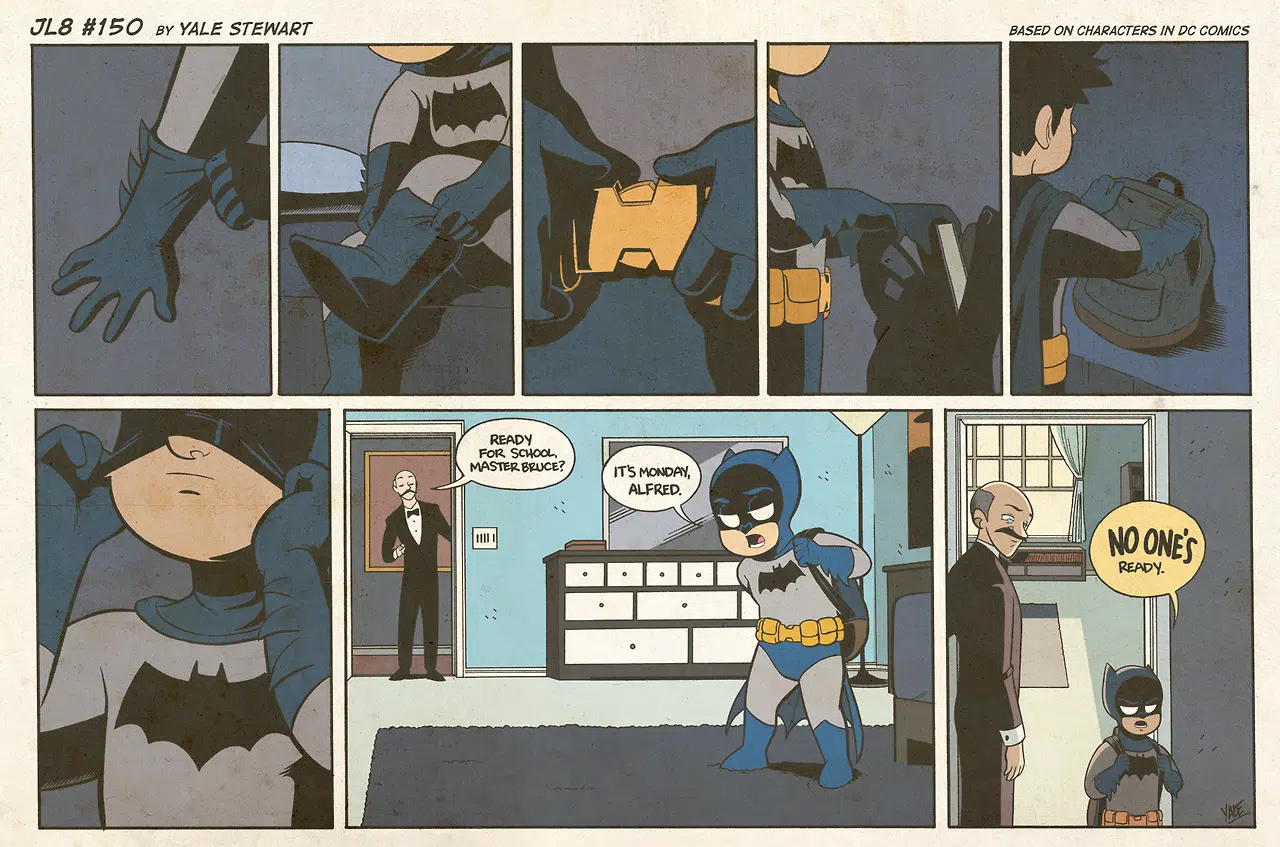 JL8 #150 BY YALE STEWART
BASED ON CHARACTERS IN DC COMICS
READY
FOR SCHOOL,
MASTER BRUCE?
IT'S MONDAY,
ALFRED.
NO ONE'S
READY.
YALE